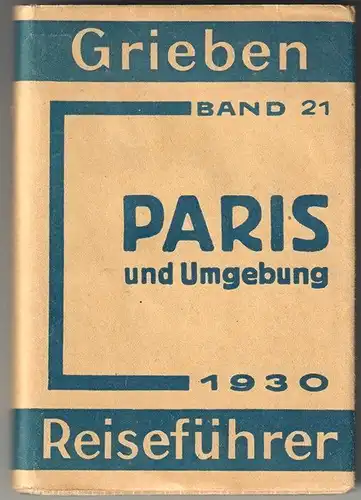 Grieben
BAND 21
PARIS
und Umgebung
1930
Reiseführer